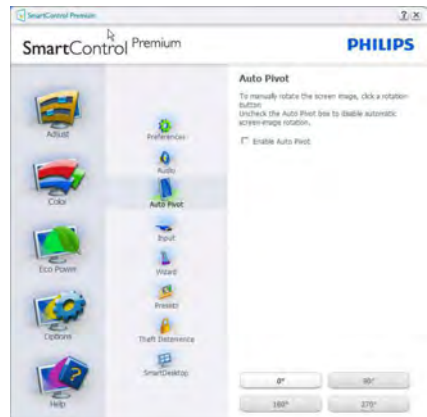 SmartControl Premium
SmartControl Premium
PHILIPS
Adjust
Color
Eco Power
Options
Help
Preferences
Audio
Auto Pivot
Input
Wizard
Presets
Theft Deterrence
SmartDesktop
Auto Pivot
To manually rotate the screen image, click a rotation
button
Uncheck the Auto Pivot box to disable automatic
screen-image rotation.
Enable Auto Pivot
0°
90°
180°
270°